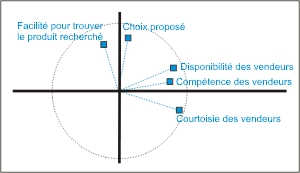 Facilité pour trouver
le produit recherché
Choix proposé
Disponibilité des vendeurs
Compétence des vendeurs
Courtoisie des vendeurs